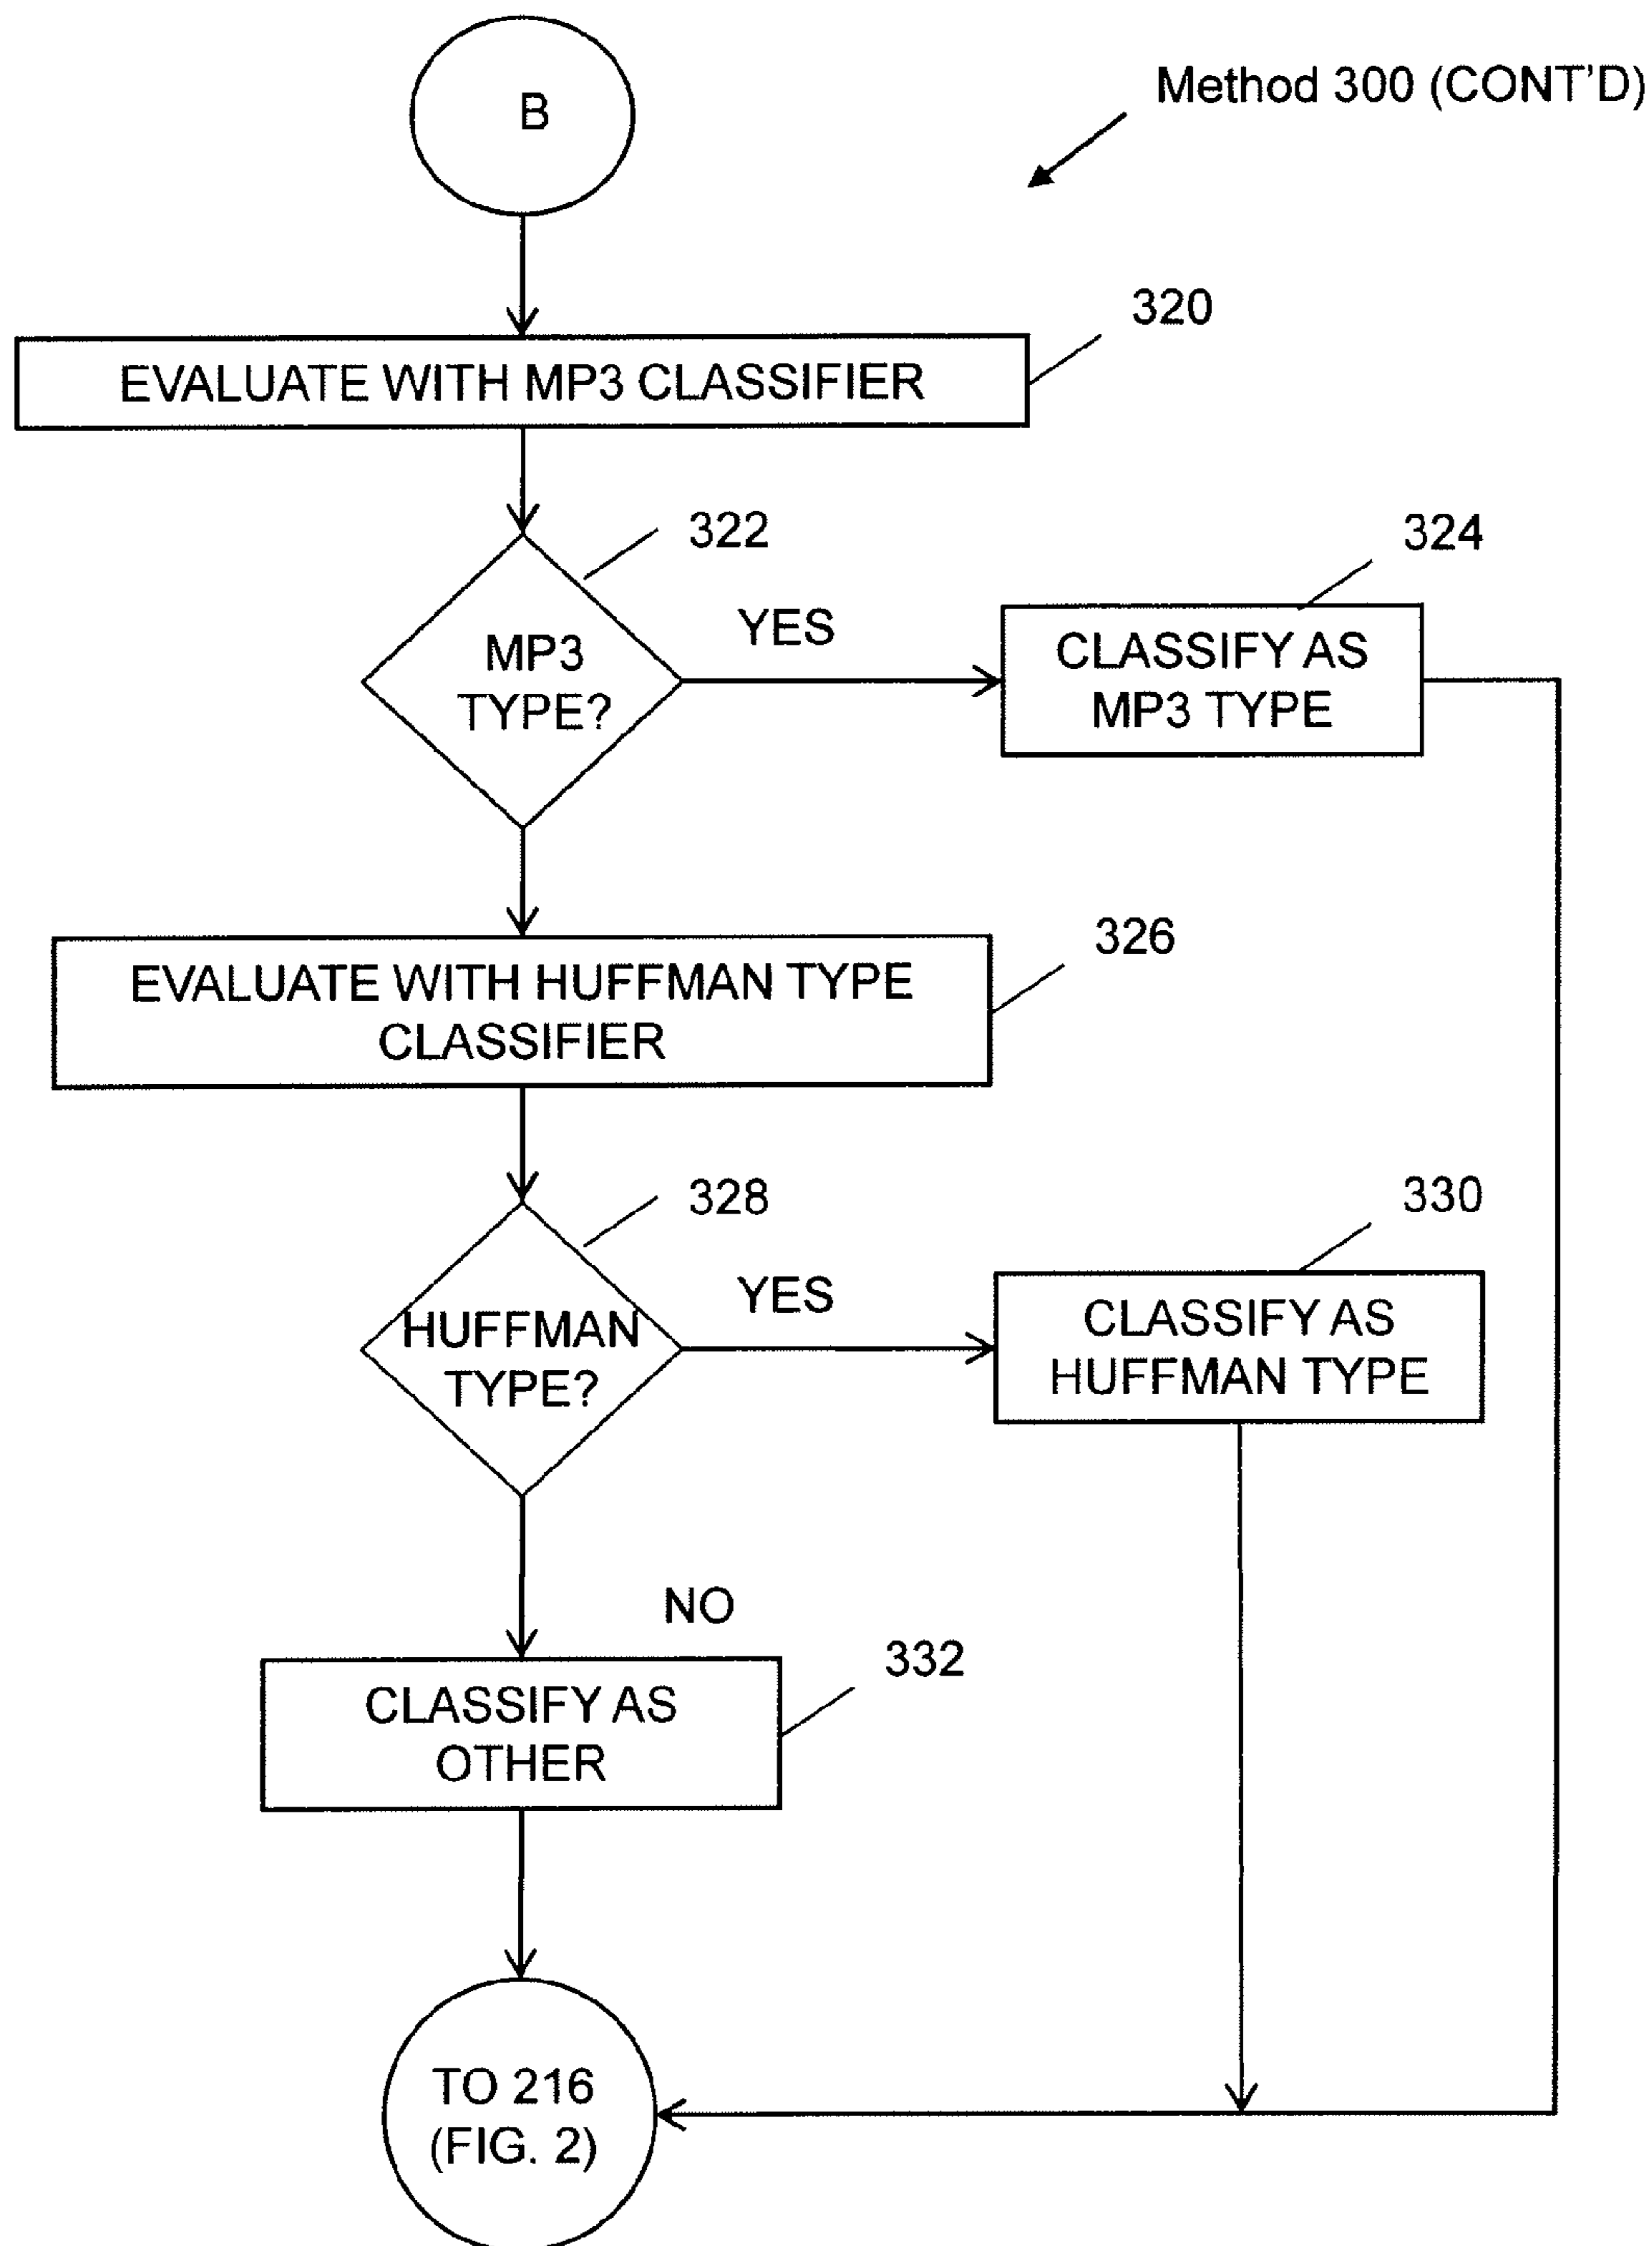 B
Method 300 (CONT'D)
320
EVALUATE WITH MP3 CLASSIFIER
322
324
YES
MP3
TYPE?
CLASSIFY AS
MP3 TYPE
326
EVALUATE WITH HUFFMAN TYPE
CLASSIFIER
328
330
YES
HUFFMAN
TYPE?
CLASSIFY AS
HUFFMAN TYPE
NO
332
CLASSIFY AS
OTHER
TO 216
(FIG. 2)